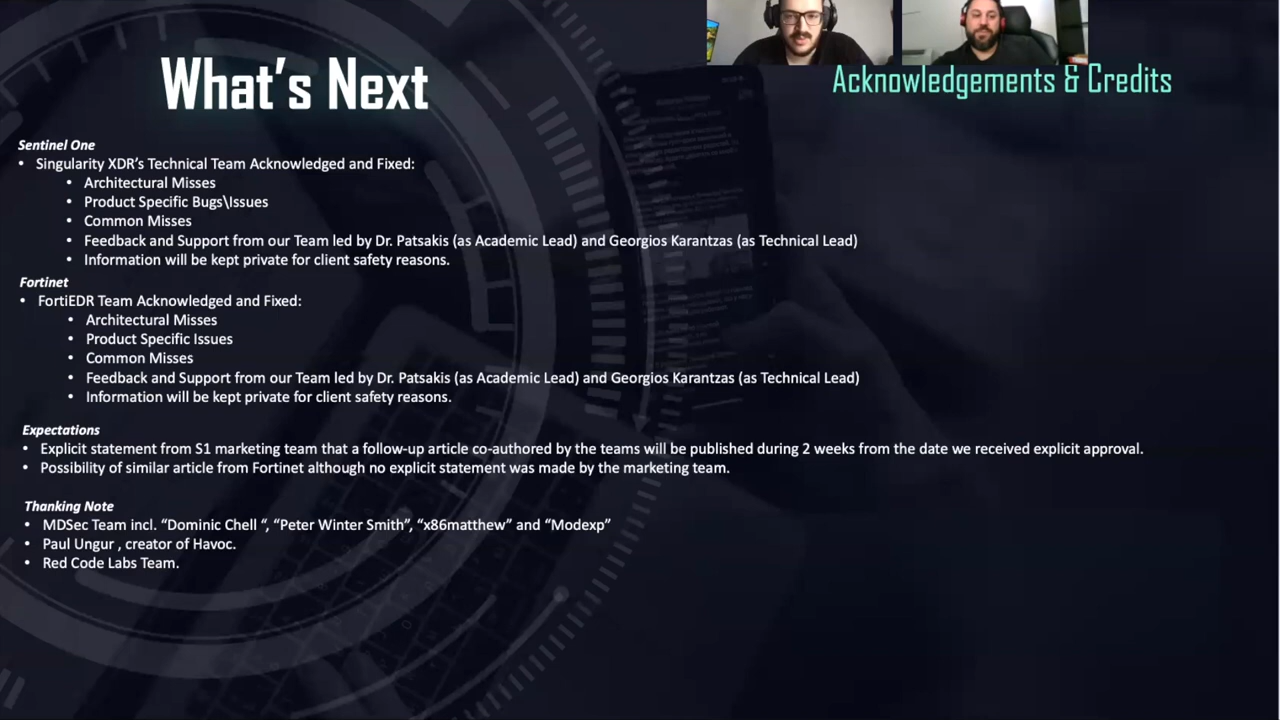 What's Next
Acknowledgements & Credits
Sentinel One
• Singularity XDR's Technical Team Acknowledged and Fixed:
• Architectural Misses
• Product Specific Bugs\Issues
• Common Misses
• Feedback and Support from our Team led by Dr. Patsakis (as Academic Lead) and Georgios Karantzas (as Technical Lead)
• Information will be kept private for client safety reasons.
Fortinet
• FortiEDR Team Acknowledged and Fixed:
• Architectural Misses
• Product Specific Issues
• Common Misses
• Feedback and Support from our Team led by Dr. Patsakis (as Academic Lead) and Georgios Karantzas (as Technical Lead)
• Information will be kept private for client safety reasons.
Expectations
• Explicit statement from S1 marketing team that a follow-up article co-authored by the teams will be published during 2 weeks from the date we received explicit approval.
• Possibility of similar article from Fortinet although no explicit statement was made by the marketing team.
Thanking Note
• MDSec Team incl. “Dominic Chell “, “Peter Winter Smith”, “x86matthew” and “Modexp”
• Paul Ungur , creator of Havoc.
• Red Code Labs Team.